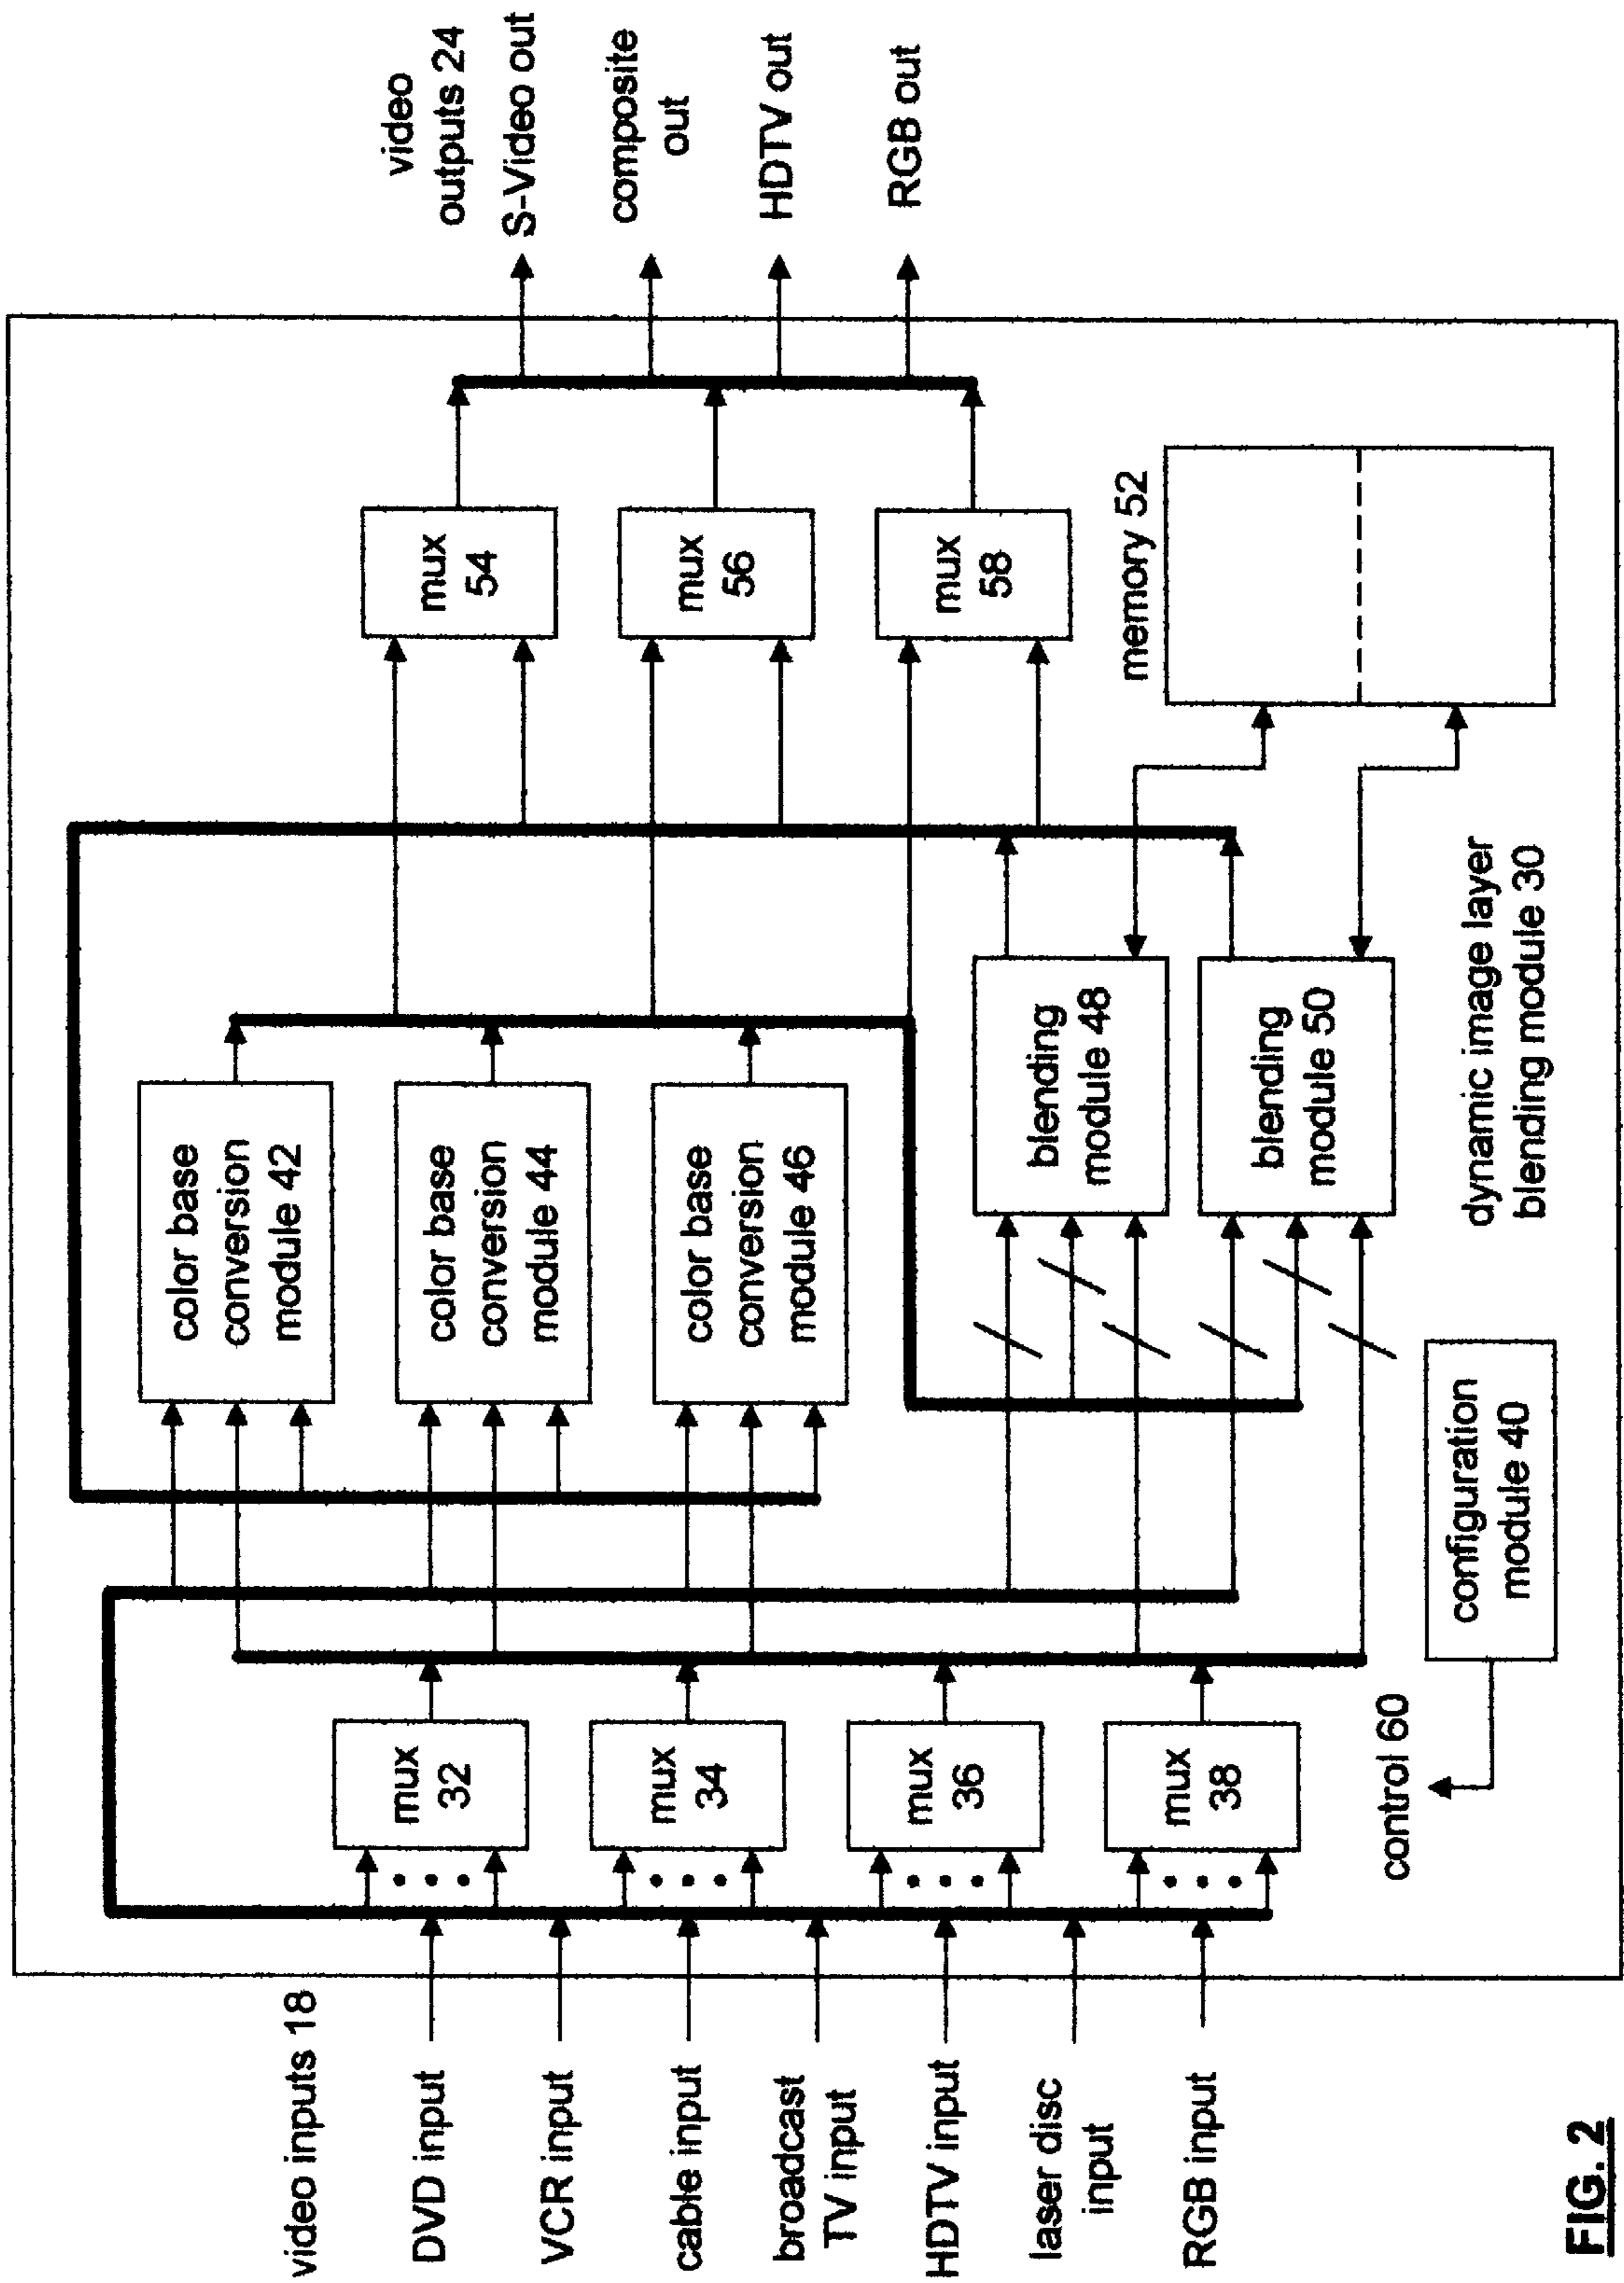 video inputs 18
DVD input
VCR input
cable input
broadcast
TV input
HDTV input
laser disc
input
RGB input
mux
32
mux
34
mux
36
mux
38
control 60
configuration
module 40
color base
conversion
module 42
color base
conversion
module 44
color base
conversion
module 46
blending
module 48
blending
module 50
dynamic image layer
blending module 30
mux
54
mux
56
mux
58
memory 52
video
outputs 24
S-Video out
composite
out
HDTV out
RGB out
FIG. 2